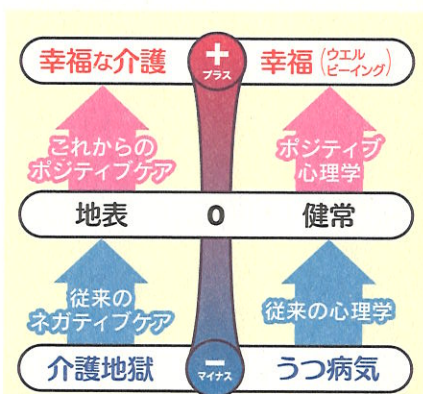 幸福な介護
＋
プラス
幸福（ウエルビーイング）
これからの
ポジティブケア
ポジティブ
心理学
地表
0
健常
従来の
ネガティブケア
従来の心理学
介護地獄
−
マイナス
うつ病気